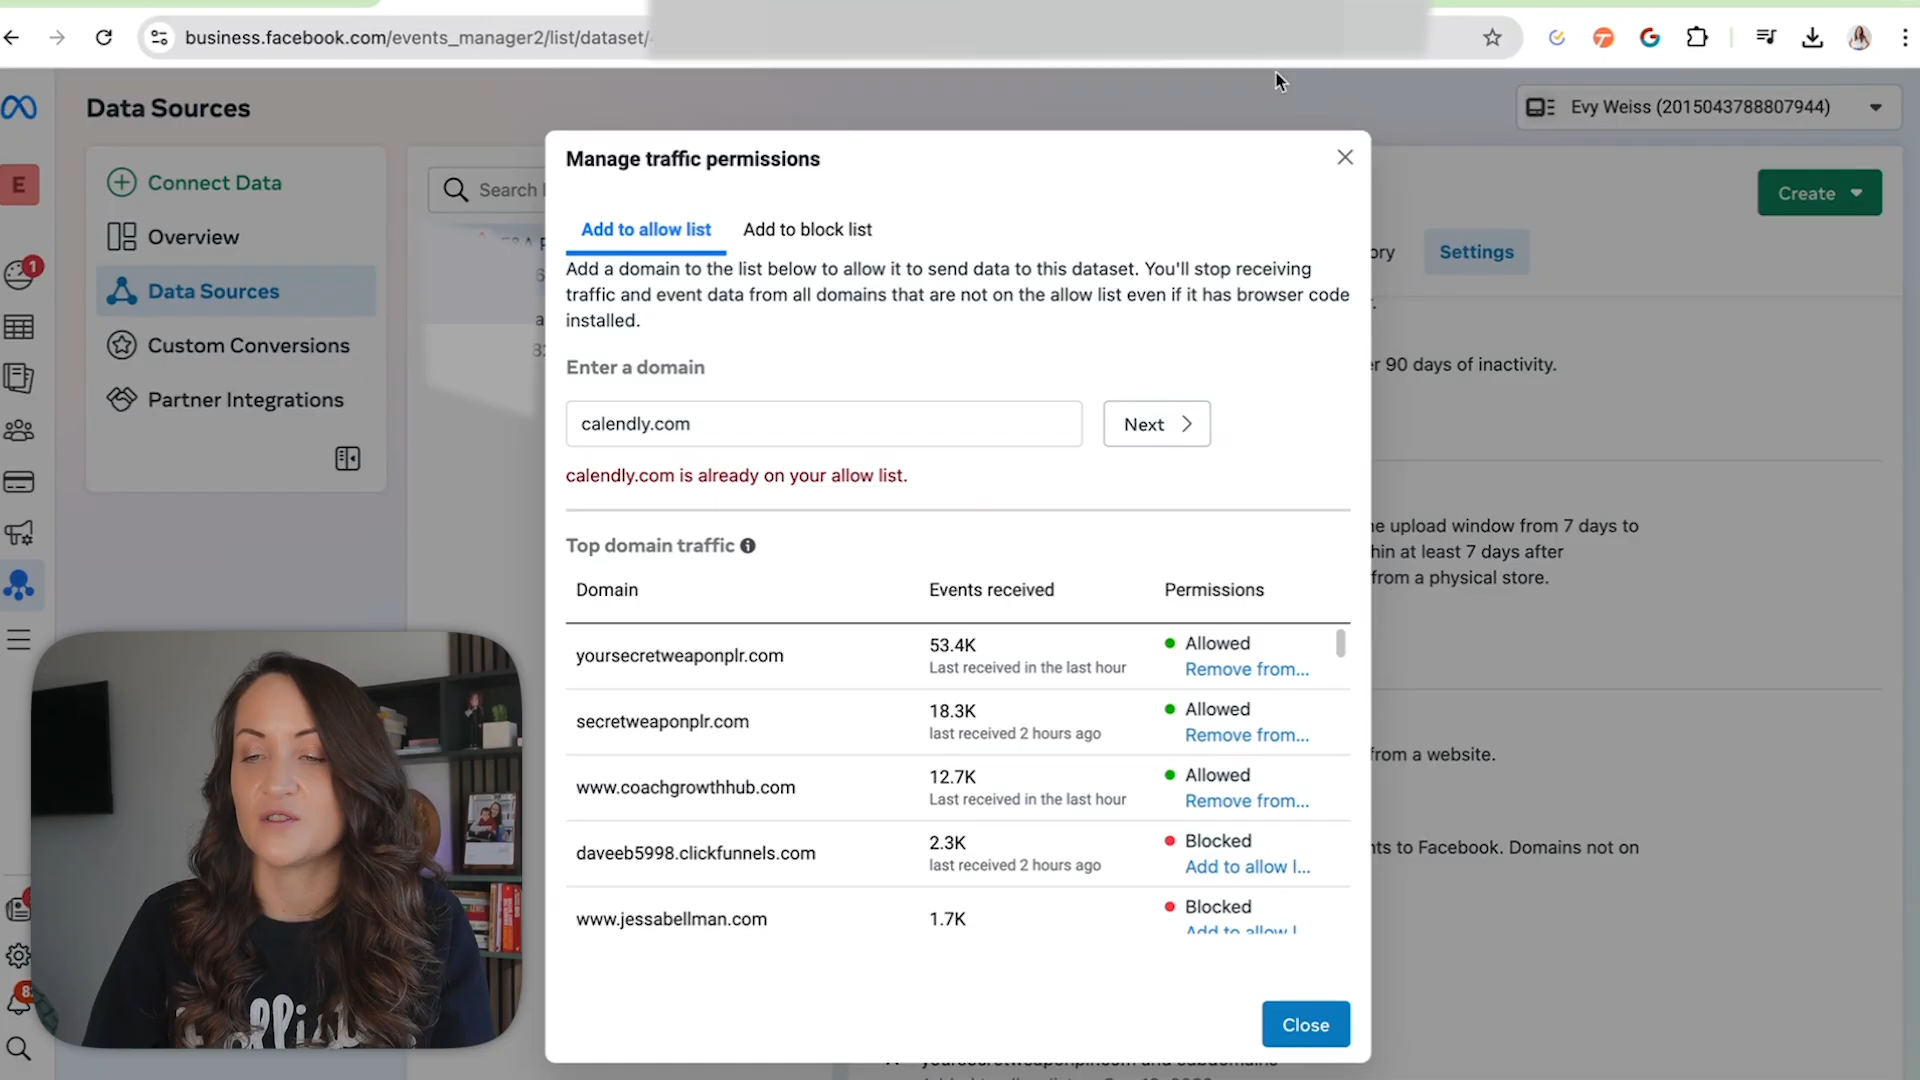 business.facebook.com/events_manager2/list/dataset/
Data Sources
Evy Weiss (2015043788807944)
E
Connect Data
Overview
Data Sources
Custom Conversions
Partner Integrations
1
Search
Create
Settings
Manage traffic permissions
Add to allow list
Add to block list
Add a domain to the list below to allow it to send data to this dataset. You'll stop receiving
traffic and event data from all domains that are not on the allow list even if it has browser code
installed.
Enter a domain
calendly.com
Next
calendly.com is already on your allow list.
Top domain traffic
Domain Events received Permissions
yoursecretweaponplr.com 53.4K Allowed
Last received in the last hour Remove from...
secretweaponplr.com 18.3K Allowed
last received 2 hours ago Remove from...
www.coachgrowthhub.com 12.7K Allowed
Last received in the last hour Remove from...
daveeb5998.clickfunnels.com 2.3K Blocked
last received 2 hours ago Add to allow l...
www.jessabellman.com 1.7K Blocked
Add to allow l
Close
90 days of inactivity.
upload window from 7 days to
at least 7 days after
from a physical store.
from a website.
to Facebook. Domains not on